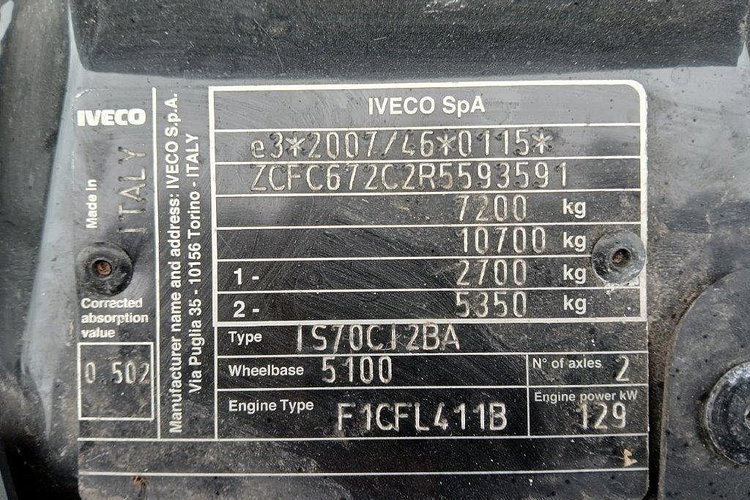 IVECO
Made in ITALY
Corrected
absorption
value
0.502
Manufacturer name and address: IVECO S.p.A.
Via Puglia 35 - 10156 Torino - ITALY
IVECO SpA
e3*2007/46*0115*
ZCFC672C2R5593591
7200 kg
10700 kg
1- 2700 kg
2- 5350 kg
Type IS70CI2BA
Wheelbase 5100
N° of axles 2
Engine Type F1CFL411B
Engine power kW
129